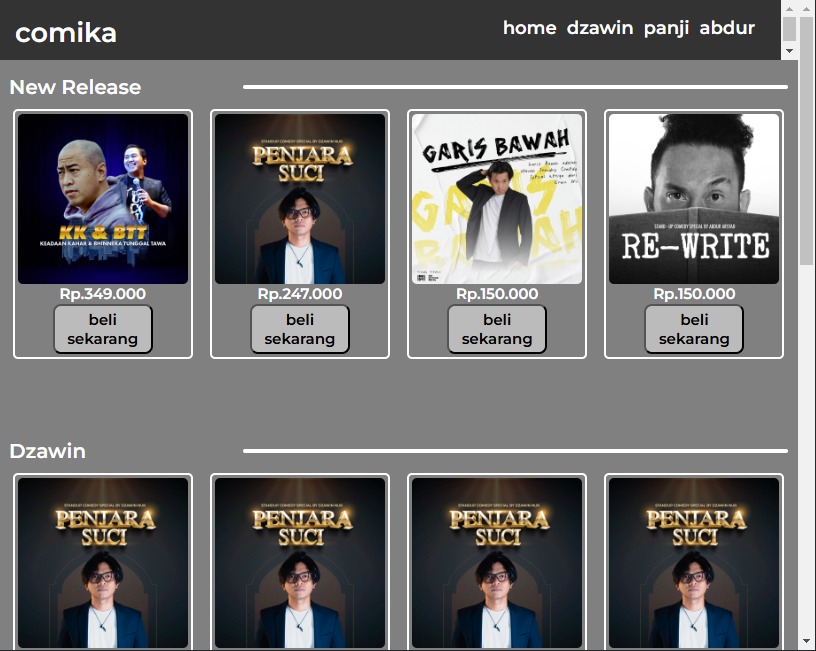 comika
home dzawin panji abdur
New Release
KK & BTT
KEADAAN KAHAR & BHINNEKA TUNGGAL TAWA
STANDUP COMEDY SPECIAL BY DZAWIN NUR
PENJARA
SUCI
GARIS BAWAH
GARIS
BAWAH
STAND-UP COMEDY SPECIAL BY ABDUR ARSYAD
RE-WRITE
Rp.349.000
Rp.247.000
Rp.150.000
Rp.150.000
beli
sekarang
beli
sekarang
beli
sekarang
beli
sekarang
Dzawin
STANDUP COMEDY SPECIAL BY DZAWIN NUR
PENJARA
SUCI
STANDUP COMEDY SPECIAL BY DZAWIN NUR
PENJARA
SUCI
STANDUP COMEDY SPECIAL BY DZAWIN NUR
PENJARA
SUCI
STANDUP COMEDY SPECIAL BY DZAWIN NUR
PENJARA
SUCI